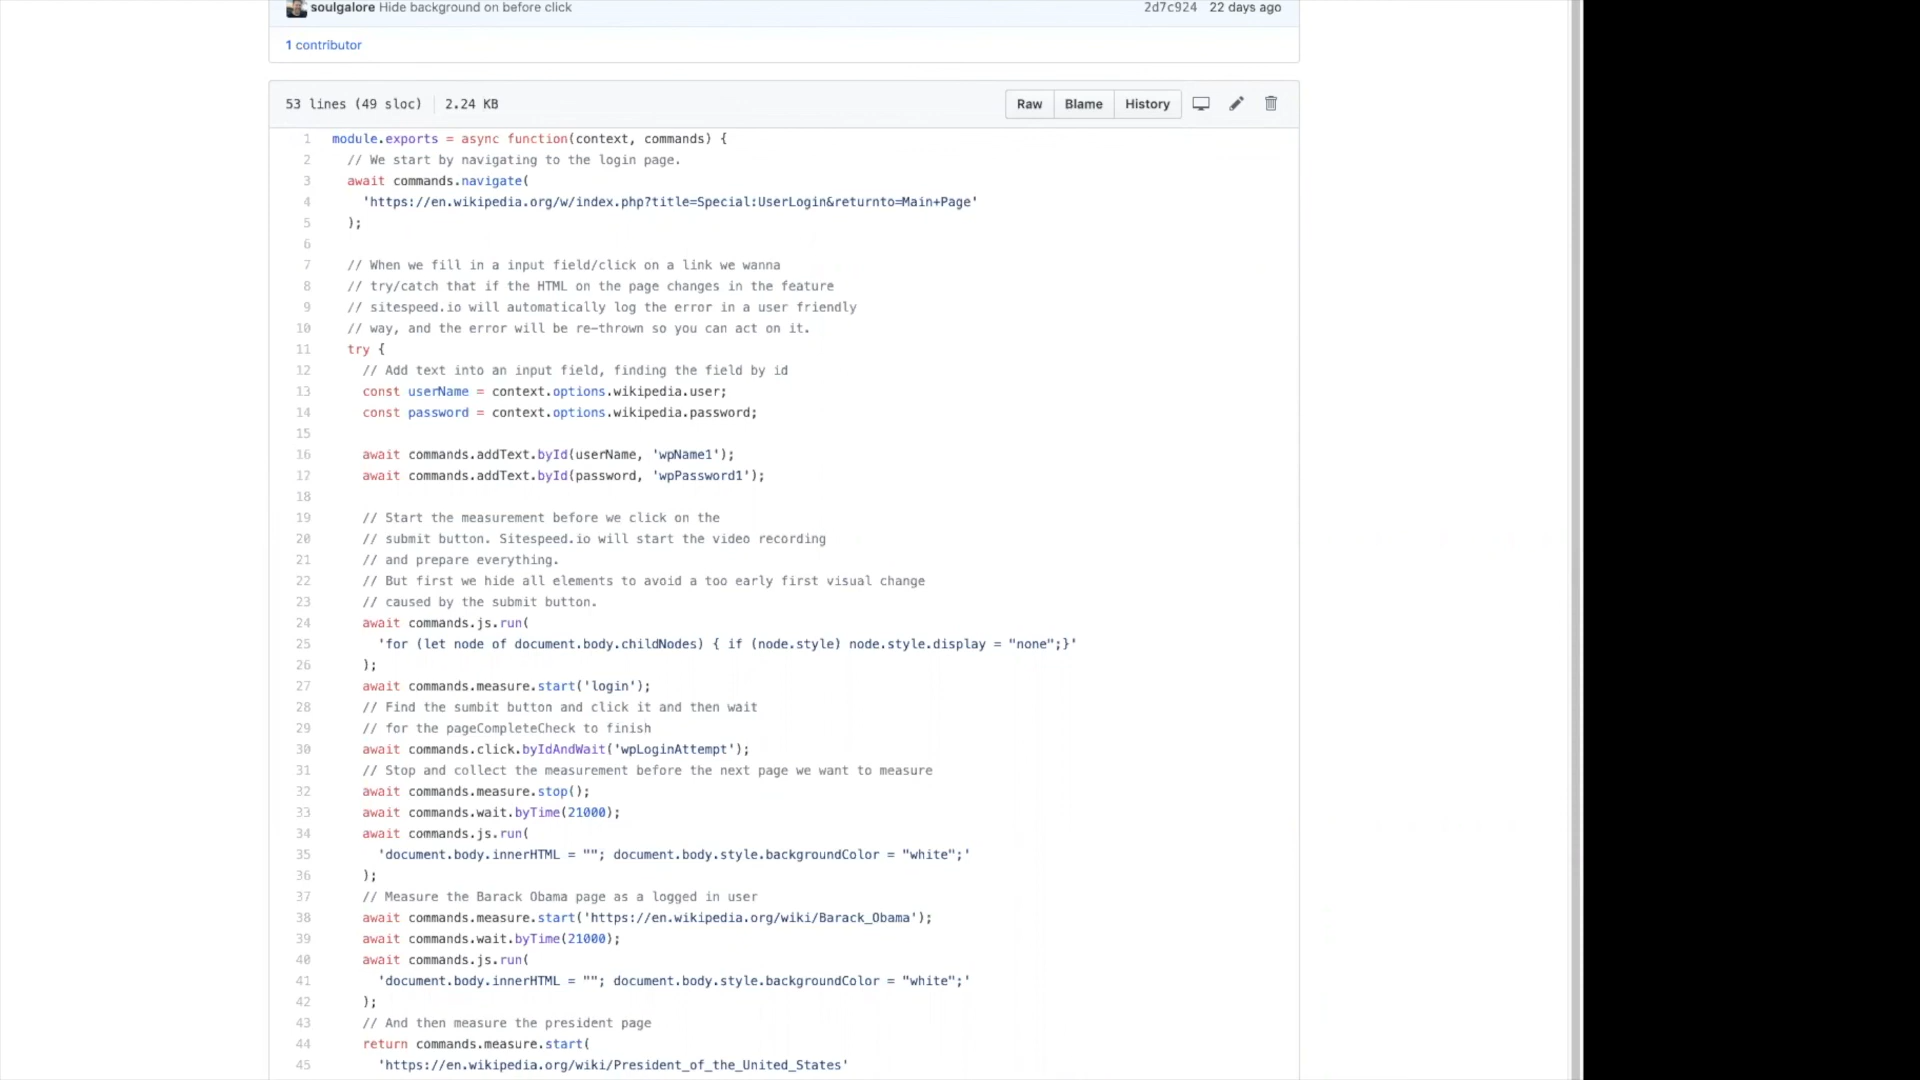 soulgalore Hide background on before click 2d7c924 22 days ago
1 contributor
53 lines (49 sloc) 2.24 KB Raw Blame History
1 module.exports = async function(context, commands) {
2 // We start by navigating to the login page.
3 await commands.navigate(
4 'https://en.wikipedia.org/w/index.php?title=Special:UserLogin&returnto=Main+Page'
5 );
6
7 // When we fill in a input field/click on a link we wanna
8 // try/catch that if the HTML on the page changes in the feature
9 // sitespeed.io will automatically log the error in a user friendly
10 // way, and the error will be re-thrown so you can act on it.
11 try {
12 // Add text into an input field, finding the field by id
13 const userName = context.options.wikipedia.user;
14 const password = context.options.wikipedia.password;
15
16 await commands.addText.byId(userName, 'wpName1');
17 await commands.addText.byId(password, 'wpPassword1');
18
19 // Start the measurement before we click on the
20 // submit button. Sitespeed.io will start the video recording
21 // and prepare everything.
22 // But first we hide all elements to avoid a too early first visual change
23 // caused by the submit button.
24 await commands.js.run(
25 'for (let node of document.body.childNodes) { if (node.style) node.style.display = "none";}'
26 );
27 await commands.measure.start('login');
28 // Find the sumbit button and click it and then wait
29 // for the pageCompleteCheck to finish
30 await commands.click.byIdAndWait('wpLoginAttempt');
31 // Stop and collect the measurement before the next page we want to measure
32 await commands.measure.stop();
33 await commands.wait.byTime(21000);
34 await commands.js.run(
35 'document.body.innerHTML = ""; document.body.style.backgroundColor = "white";'
36 );
37 // Measure the Barack Obama page as a logged in user
38 await commands.measure.start('https://en.wikipedia.org/wiki/Barack_Obama');
39 await commands.wait.byTime(21000);
40 await commands.js.run(
41 'document.body.innerHTML = ""; document.body.style.backgroundColor = "white";'
42 );
43 // And then measure the president page
44 return commands.measure.start(
45 'https://en.wikipedia.org/wiki/President_of_the_United_States'